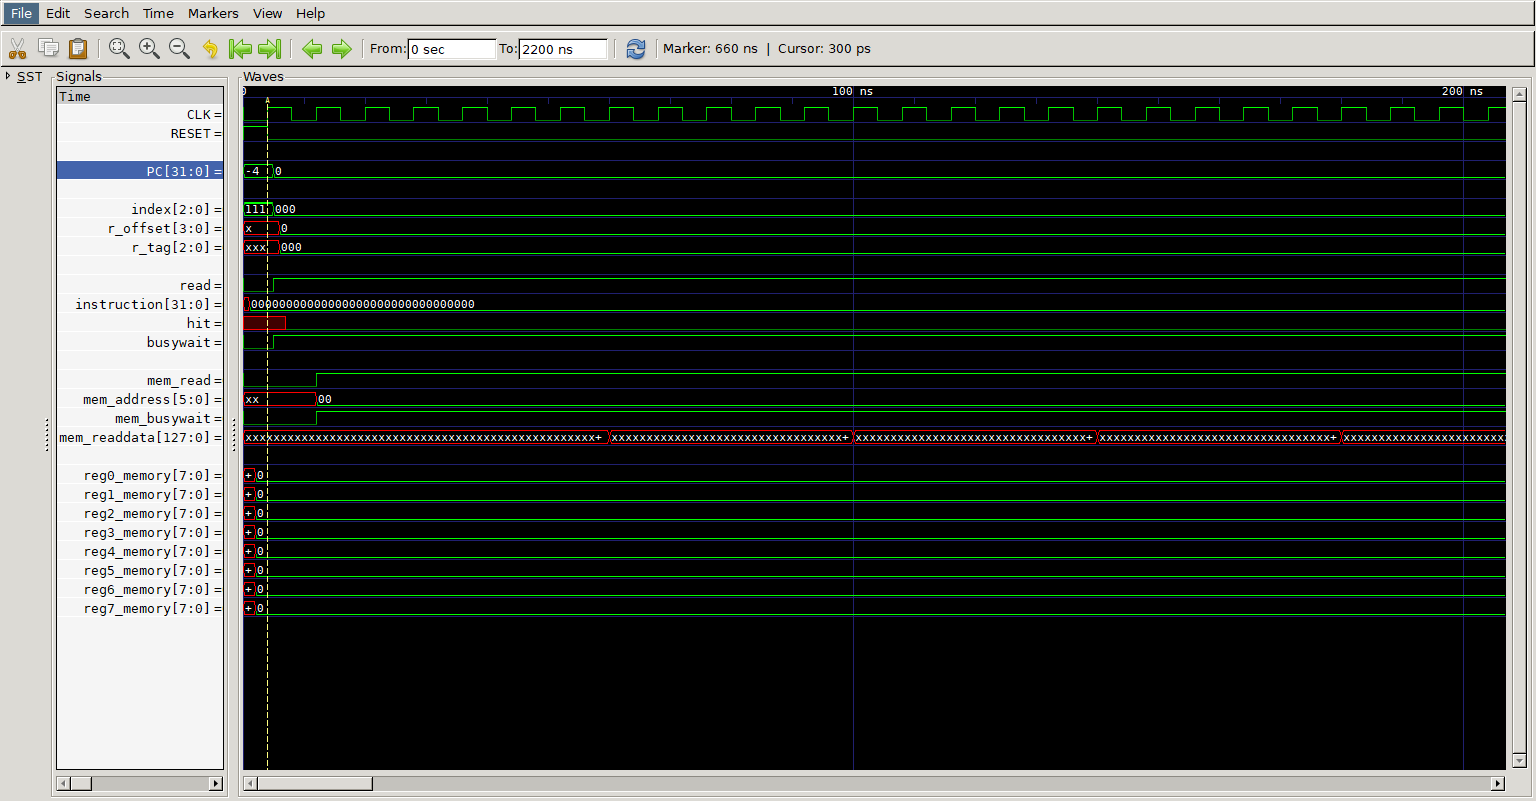 File Edit Search Time Markers View Help
From: 0 sec To: 2200 ns Marker: 660 ns | Cursor: 300 ps
SST Signals Waves
Time 0 100 ns 200 ns
A
CLK =
RESET =
PC[31:0] = -4 0
index[2:0] = 111 000
r_offset[3:0] = x 0
r_tag[2:0] = xxx 000
read =
instruction[31:0] = 00000000000000000000000000000000
hit =
busywait =
mem_read =
mem_address[5:0] = xx 00
mem_busywait =
mem_readdata[127:0] = xxxxxxxxxxxxxxxxxxxxxxxxxxxxxxxxxxxxxxxxxxxxxxxxxx+ xxxxxxxxxxxxxxxxxxxxxxxxxxxxxxxxx+ xxxxxxxxxxxxxxxxxxxxxxxxxxxxxxxxx+ xxxxxxxxxxxxxxxxxxxxxxxxxxxxxxxxx+ xxxxxxxxxxxxxxxxxxxxxxx
reg0_memory[7:0] = + 0
reg1_memory[7:0] = + 0
reg2_memory[7:0] = + 0
reg3_memory[7:0] = + 0
reg4_memory[7:0] = + 0
reg5_memory[7:0] = + 0
reg6_memory[7:0] = + 0
reg7_memory[7:0] = + 0